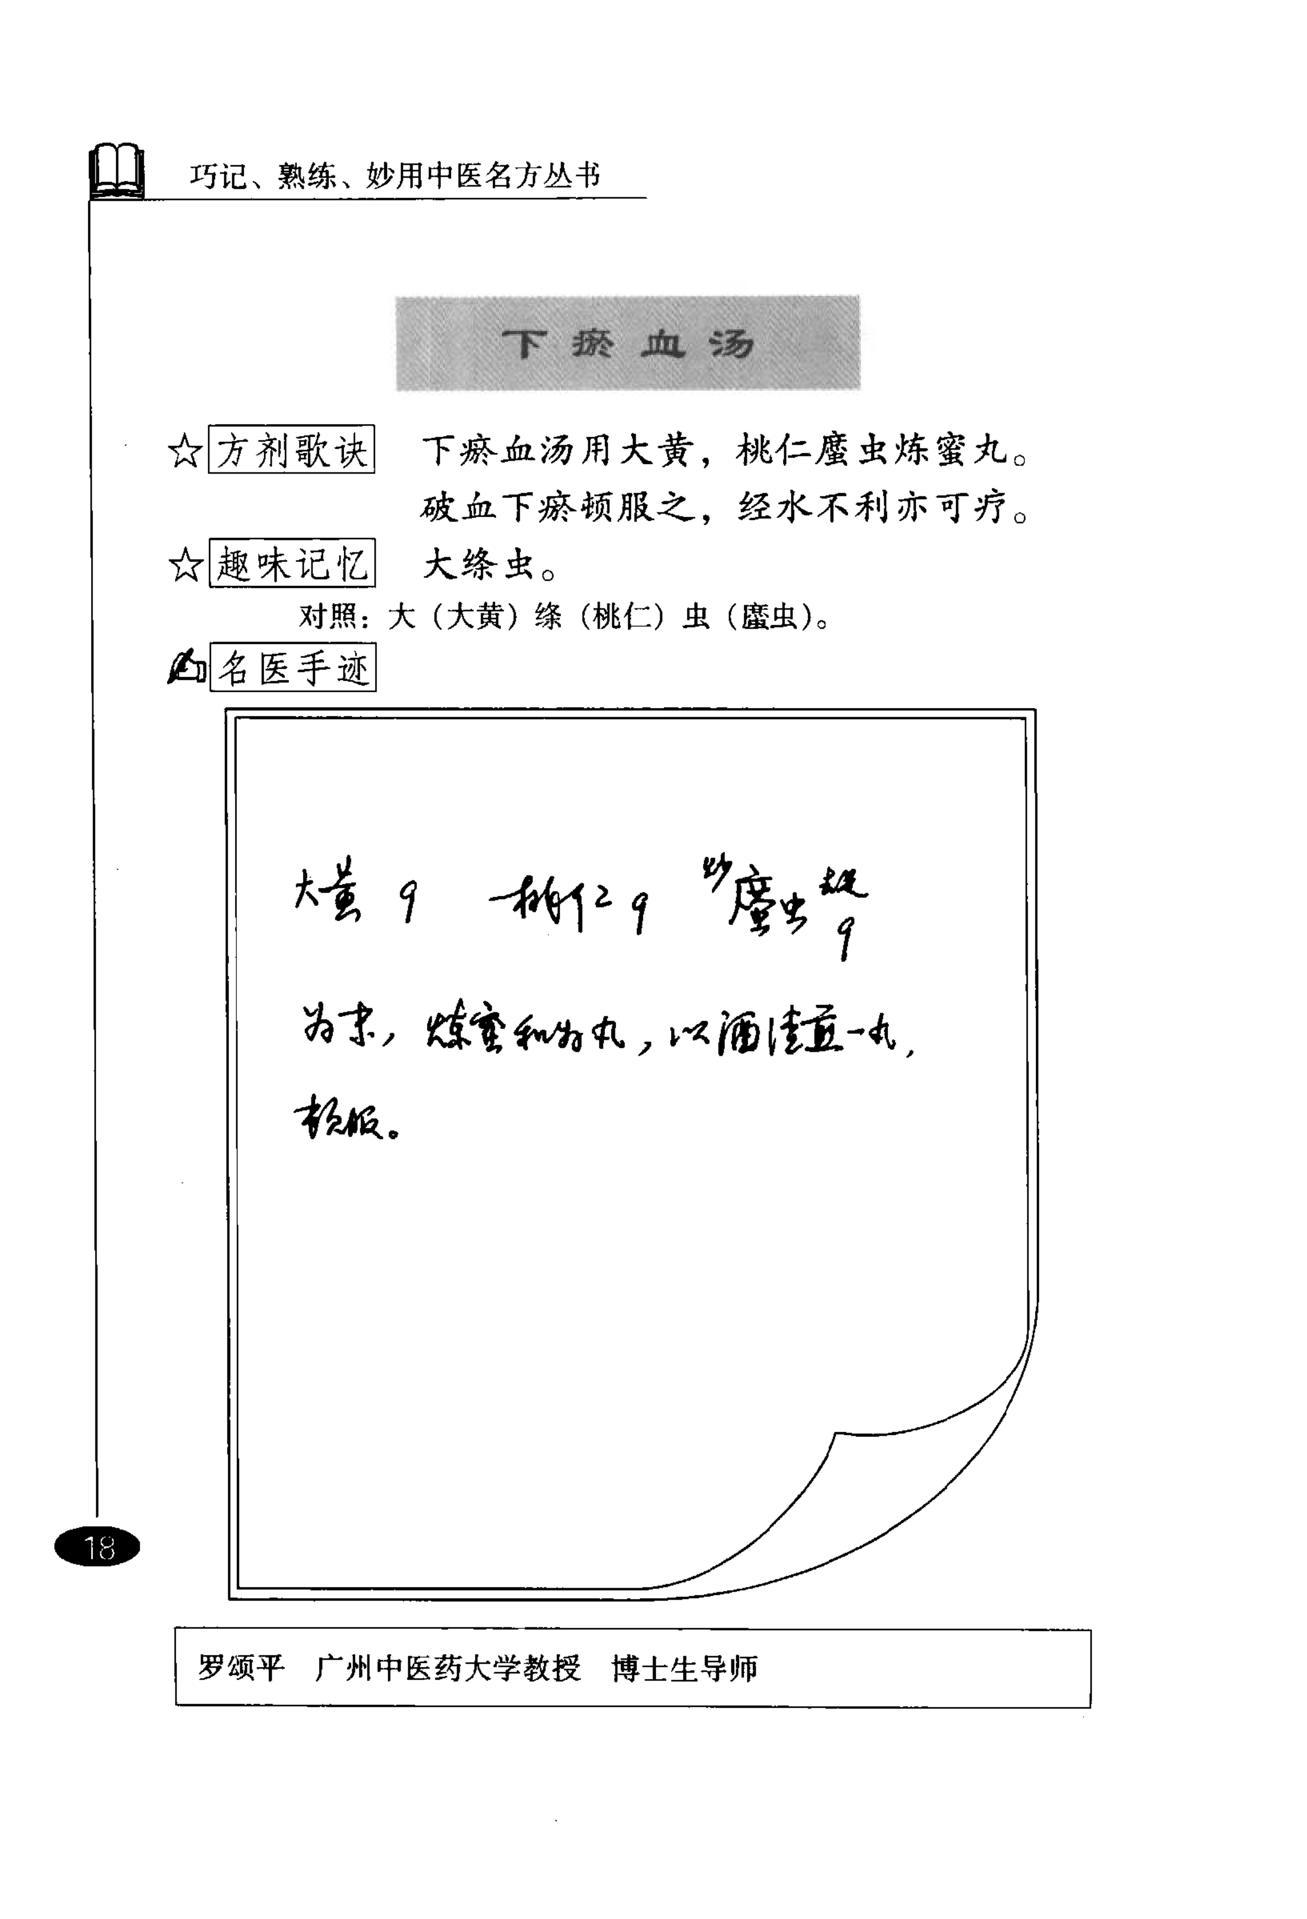 巧记、熟练、妙用中医名方丛书
下瘀血汤
☆方剂歌诀 下瘀血汤用大黄，桃仁䗪虫炼蜜丸。
破血下瘀顿服之，经水不利亦可疗。
☆趣味记忆 大绦虫。
对照：大（大黄）绦（桃仁）虫（䗪虫）。
名医手迹
大黄 9 桃仁 9 炒䗪虫 去足 9
为末，炼蜜和为丸，以酒煎一丸，
顿服。
18
罗颂平 广州中医药大学教授 博士生导师